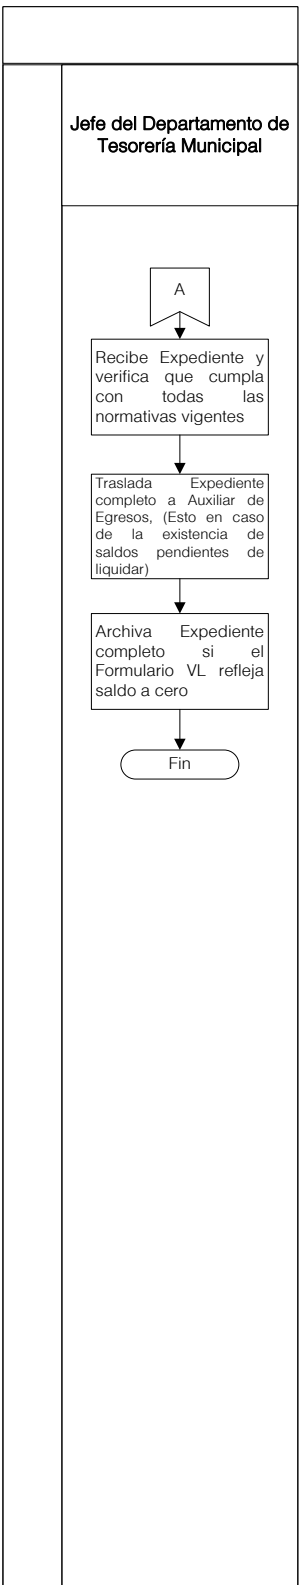 Jefe del Departamento de
Tesorería Municipal
A
Recibe Expediente y
verifica que cumpla
con todas las
normativas vigentes
Traslada Expediente
completo a Auxiliar de
Egresos, (Esto en caso
de la existencia de
saldos pendientes de
liquidar)
Archiva Expediente
completo si el
Formulario VL refleja
saldo a cero
Fin